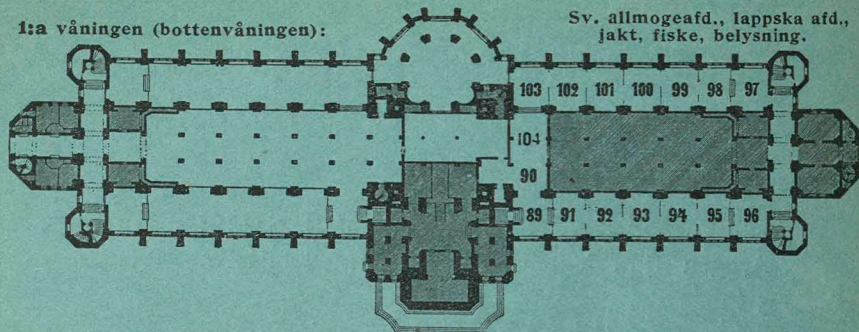 1:a våningen (bottenvåningen):
Sv. allmogeafd., lappska afd.,
jakt, fiske, belysning.
103 102 101 100 99 98 97
104
90
89 91 92 93 94 95 96